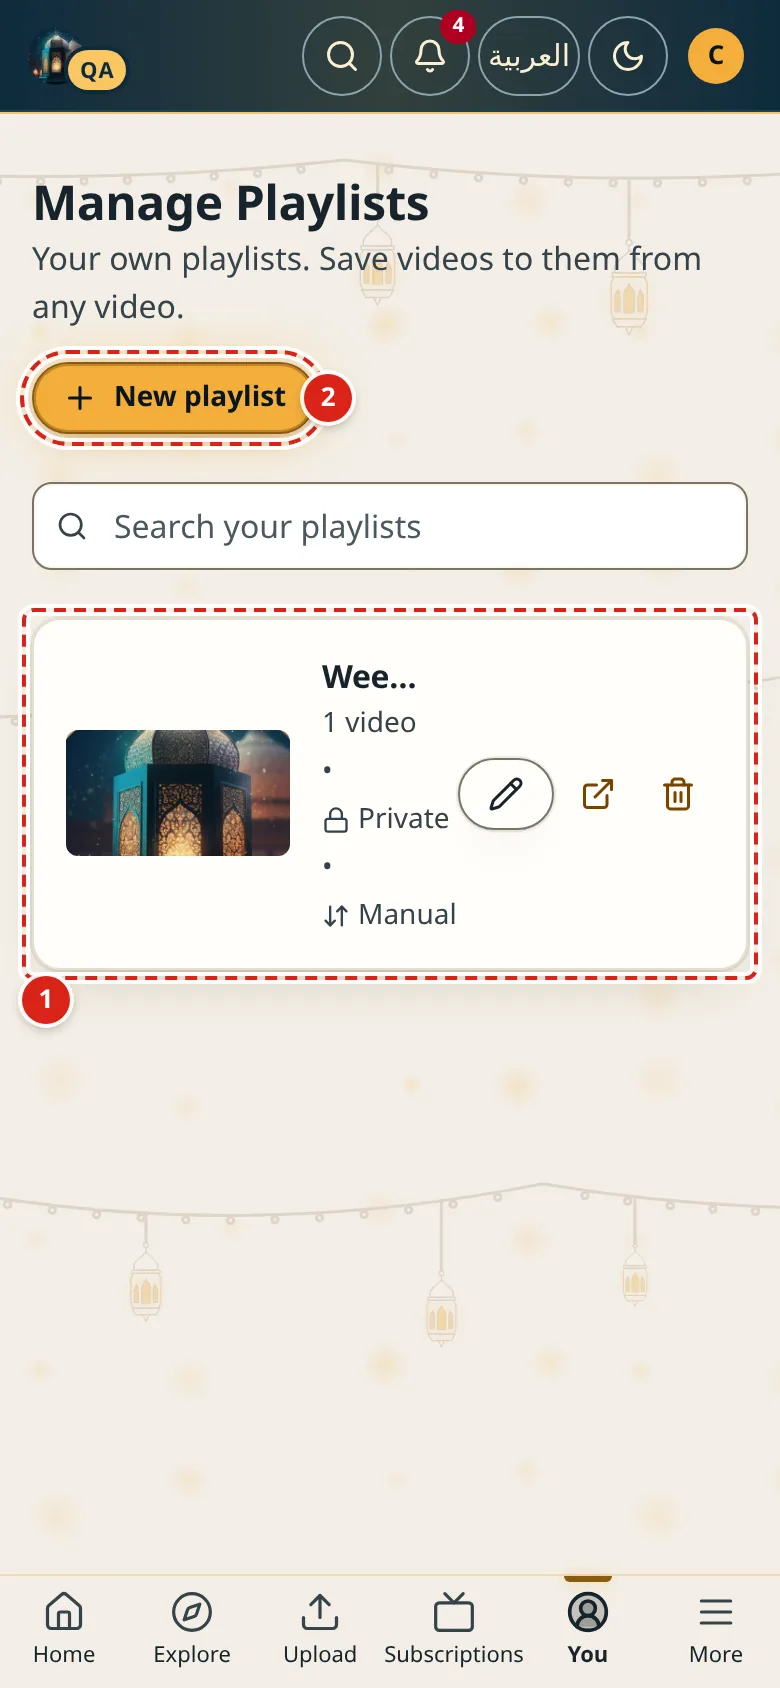 QA
4
العربية
C
Manage Playlists
Your own playlists. Save videos to them from
any video.
New playlist
2
Search your playlists
Wee...
1 video
•
Private
•
Manual
1
Home
Explore
Upload
Subscriptions
You
More